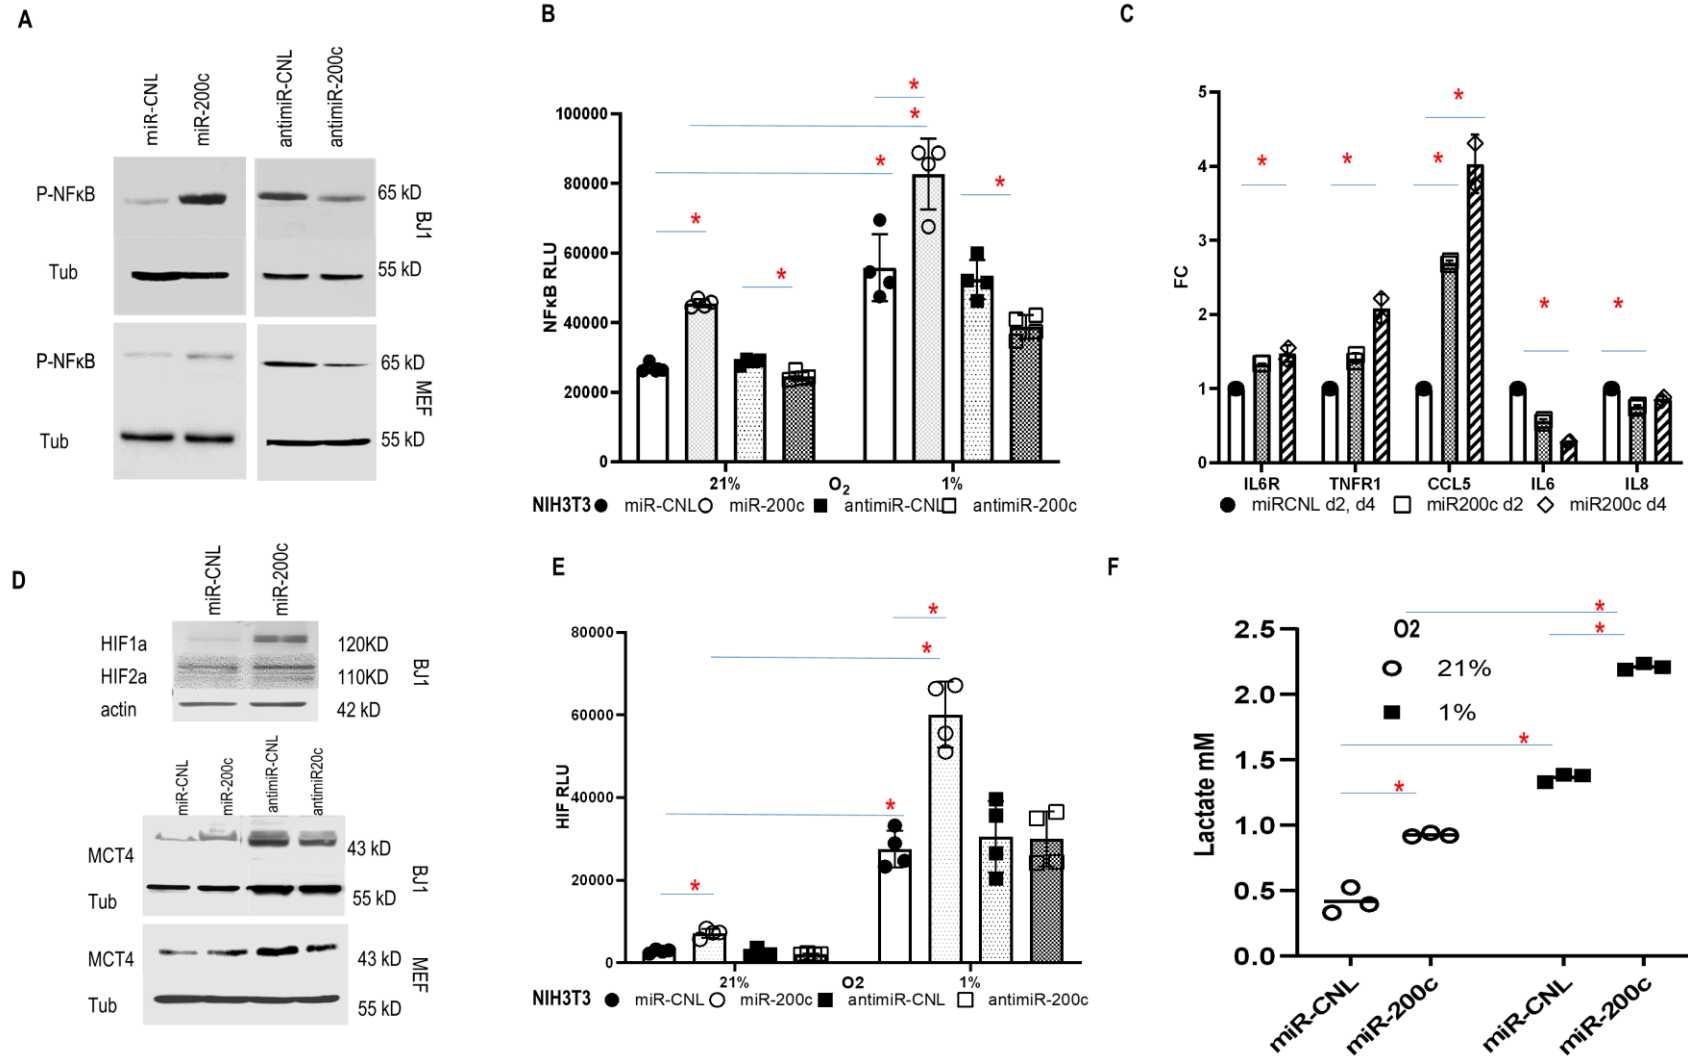 A
miR-CNL
miR-200c
antimiR-CNL
antimiR-200c
P-NFκB
65 kD
Tub
55 kD
BJ1
P-NFκB
65 kD
Tub
55 kD
MEF
B
NFκB RLU
100000
80000
60000
40000
20000
0
*
*
*
*
*
*
21%
O2
1%
NIH3T3 miR-CNL miR-200c antimiR-CNL antimiR-200c
C
FC
5
4
3
2
1
0
*
*
*
*
*
*
IL6R TNFR1 CCL5 IL6 IL8
miRCNL d2, d4 miR200c d2 miR200c d4
D
miR-CNL
miR-200c
HIF1a
120KD
HIF2a
110KD
actin
42 kD
BJ1
miR-CNL
miR-200c
antimiR-CNL
antimiR20c
MCT4
43 kD
Tub
55 kD
BJ1
MCT4
43 kD
Tub
55 kD
MEF
E
HIF RLU
80000
60000
40000
20000
0
*
*
*
*
21%
O2
1%
NIH3T3 miR-CNL miR-200c antimiR-CNL antimiR-200c
F
Lactate mM
2.5
2.0
1.5
1.0
0.5
0.0
O2
21%
1%
*
*
*
*
miR-CNL
miR-200c
miR-CNL
miR-200c